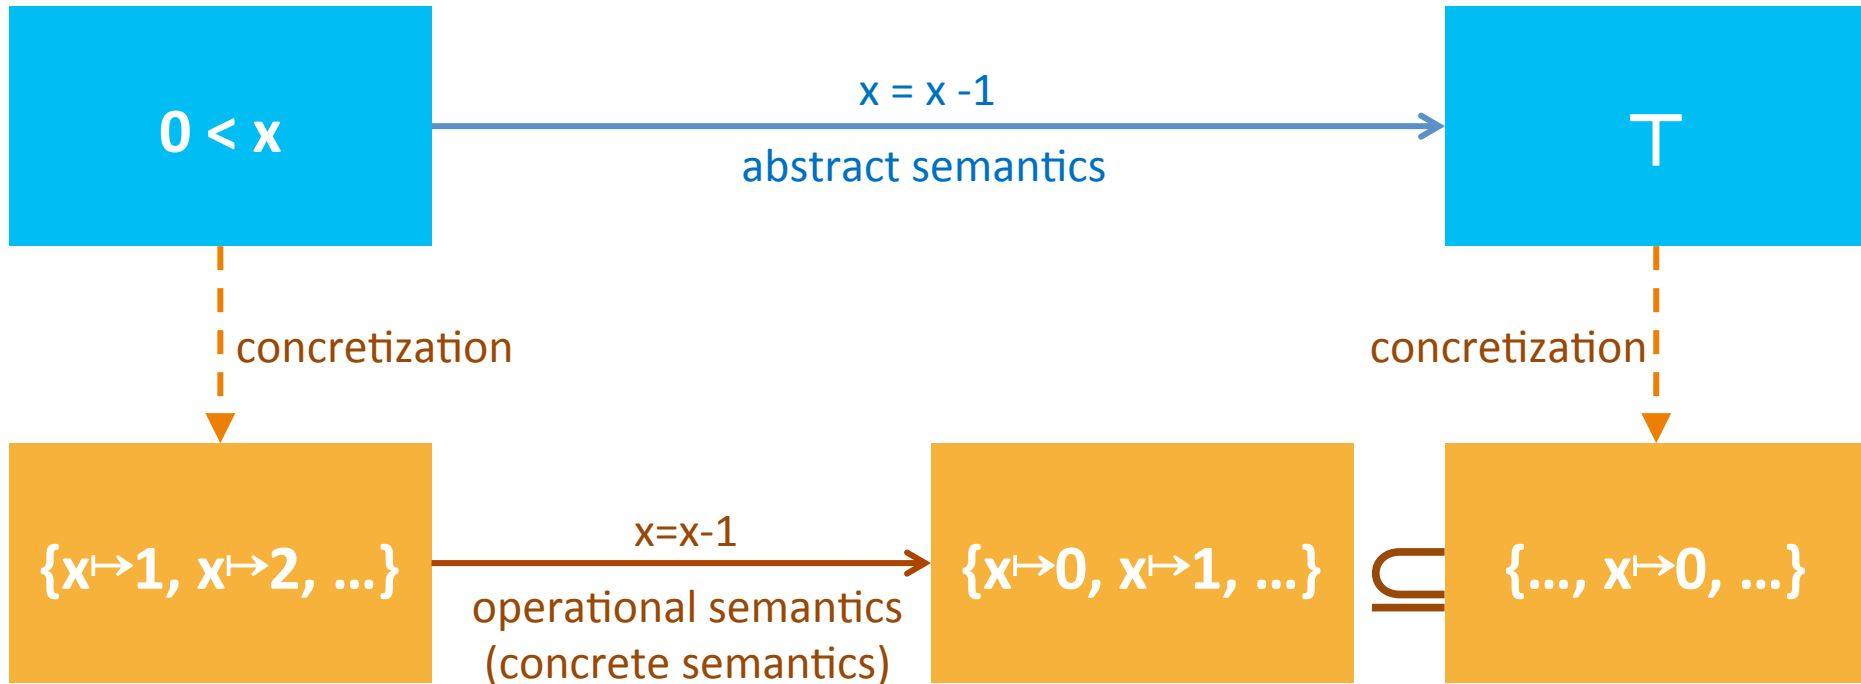 0 < x
x = x -1
abstract semantics
⊤
concretization
concretization
{x↦1, x↦2, …}
x=x-1
operational semantics
(concrete semantics)
{x↦0, x↦1, …}
⊆
{…, x↦0, …}